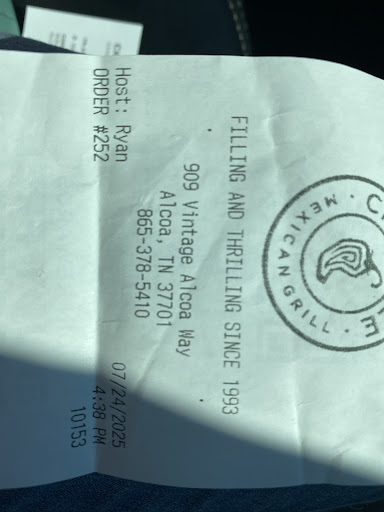 MEXICAN GRILL
FILLING AND THRILLING SINCE 1993
909 Vintage Alcoa Way
Alcoa, TN 37701
865-378-5410
Host: Ryan 07/24/2025
ORDER #252 4:38 PM
10153